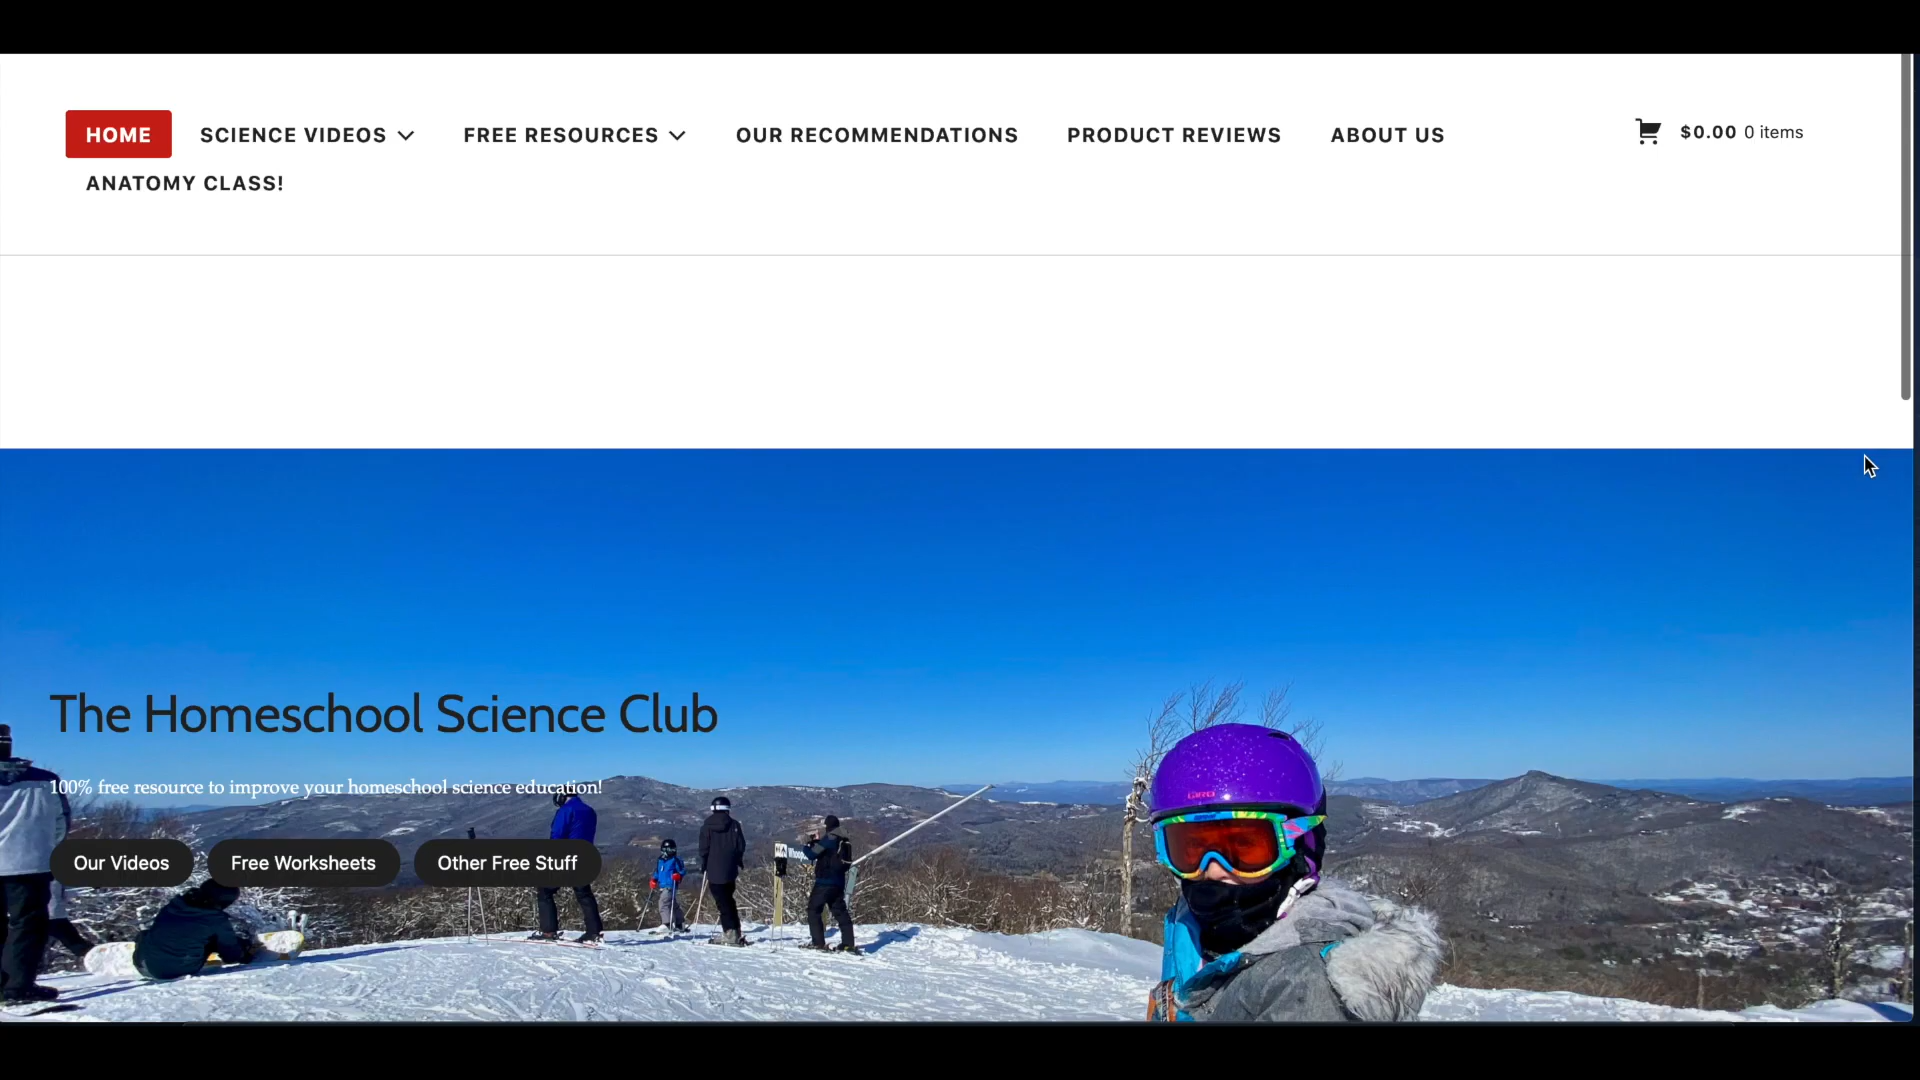 HOME SCIENCE VIDEOS FREE RESOURCES OUR RECOMMENDATIONS PRODUCT REVIEWS ABOUT US $0.00 0 items
ANATOMY CLASS!
The Homeschool Science Club
100% free resource to improve your homeschool science education!
Our Videos Free Worksheets Other Free Stuff
GIRO